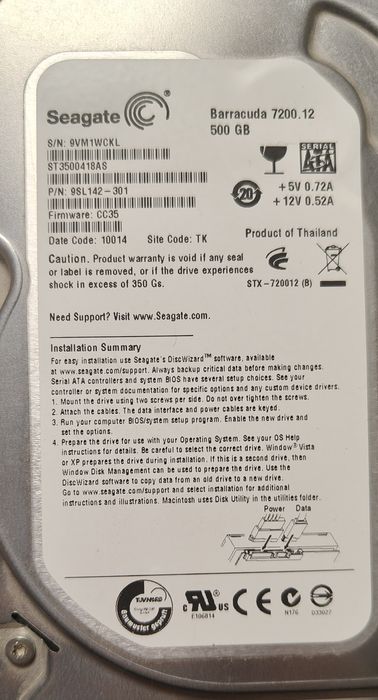 Seagate ®
Barracuda 7200.12
500 GB
S/N: 9VM1WCKL
ST3500418AS
P/N: 9SL142-301
Firmware: CC35
Date Code: 10014 Site Code: TK
SERIAL
ATA
20
+5V 0.72A
+12V 0.52A
Product of Thailand
Caution. Product warranty is void if any seal
or label is removed, or if the drive experiences
shock in excess of 350 Gs.
STX-720012 (B)
Need Support? Visit www.Seagate.com.
Installation Summary
For easy installation use Seagate's DiscWizard™ software, available
at www.seagate.com/support. Always backup critical data before making changes.
Serial ATA controllers and system BIOS have several setup choices. See your
controller or system documentation for specific options and any custom device drivers.
1. Mount the drive using two screws per side. Do not over tighten the screws.
2. Attach the cables. The data interface and power cables are keyed.
3. Run your computer BIOS/system setup program. Enable the new drive and
set the options.
4. Prepare the drive for use with your Operating System. See your OS Help
instructions for details. Be careful to select the correct drive. Window® Vista
or XP prepares the drive during installation. If this is a second drive, then
Window Disk Management can be used to prepare the drive. Use the
DiscWizard software to copy data from an old drive to a new drive.
Go to www.seagate.com/support and select installation for additional
instructions and illustrations. Macintosh uses Disk Utility in the utilities folder.
Power Data
Bauart geprüft
c RU® US
E106814
CE
N176
D33027